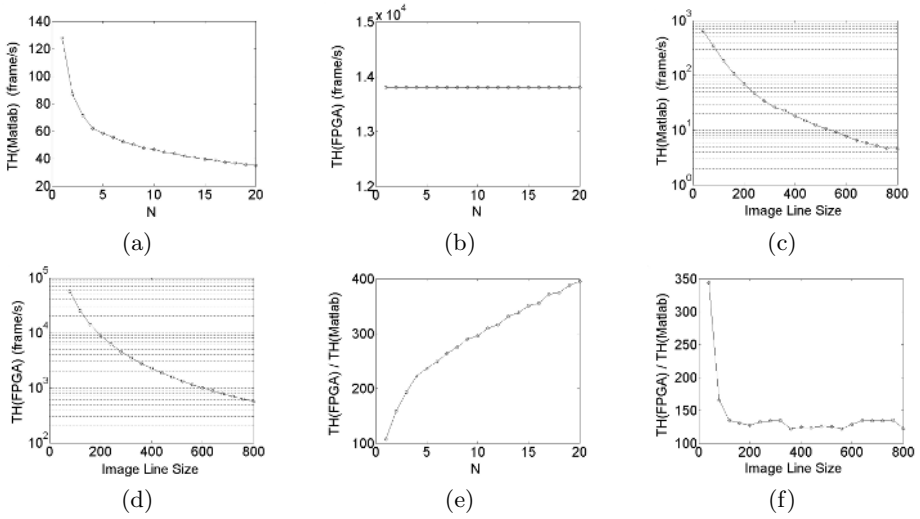 TH(Matlab) (frame/s)
140
120
100
80
60
40
20
0 5 10 15 20
N
(a)
TH(FPGA) (frame/s)
1.5 x 10^4
1.4
1.3
1.2
0 5 10 15 20
N
(b)
TH(Matlab) (frame/s)
10^3
10^2
10^1
10^0
0 200 400 600 800
Image Line Size
(c)
TH(FPGA) (frame/s)
10^5
10^4
10^3
10^2
0 200 400 600 800
Image Line Size
(d)
TH(FPGA) / TH(Matlab)
400
300
200
100
0 5 10 15 20
N
(e)
TH(FPGA) / TH(Matlab)
350
300
250
200
150
100
0 200 400 600 800
Image Line Size
(f)